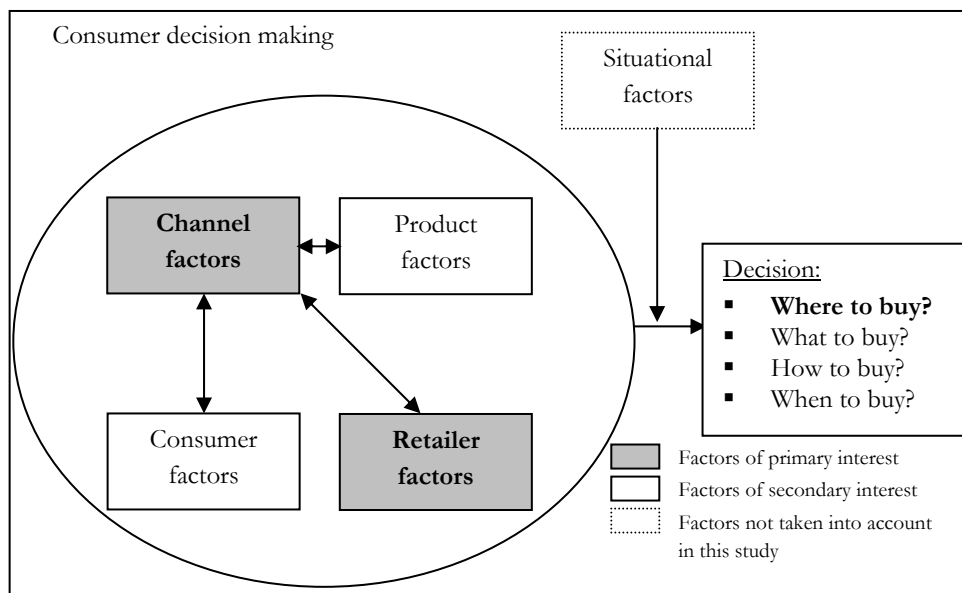 Consumer decision making
Situational
factors
Channel
factors
Product
factors
Consumer
factors
Retailer
factors
Decision:
▪ Where to buy?
▪ What to buy?
▪ How to buy?
▪ When to buy?
Factors of primary interest
Factors of secondary interest
Factors not taken into account
in this study